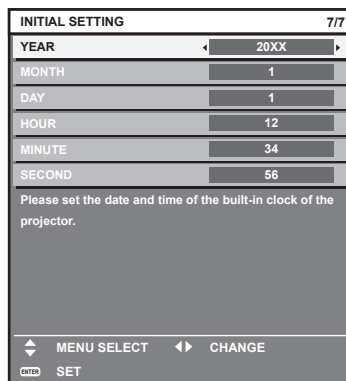 INITIAL SETTING 7/7
YEAR 20XX
MONTH 1
DAY 1
HOUR 12
MINUTE 34
SECOND 56
Please set the date and time of the built-in clock of the
projector.
MENU SELECT CHANGE
ENTER SET